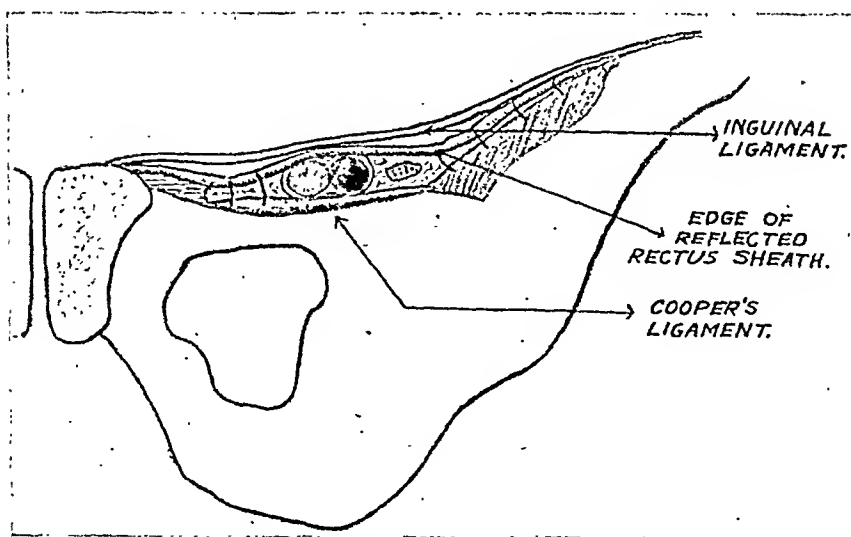 INGUINAL
LIGAMENT.
EDGE OF
REFLECTED
RECTUS SHEATH.
COOPER'S
LIGAMENT.